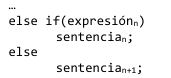 …
else if(expresiónₙ)
sentenciaₙ;
else
sentenciaₙ₊₁;